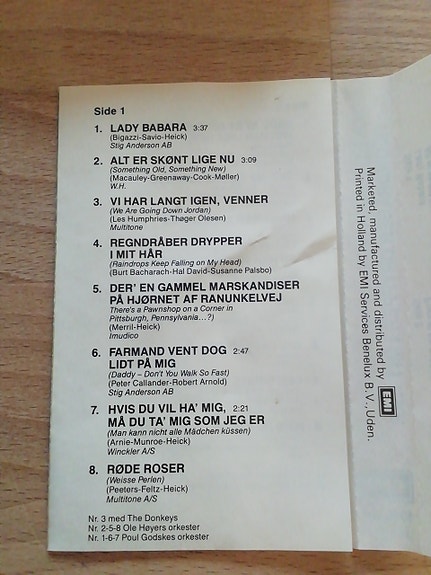 Side 1
1. LADY BABARA 3:37
(Bigazzi-Savio-Heick)
Stig Anderson AB
2. ALT ER SKØNT LIGE NU 3:09
(Something Old, Something New)
(Macauley-Greenaway-Cook-Møller)
W.H.
3. VI HAR LANGT IGEN, VENNER
(We Are Going Down Jordan)
(Les Humphries-Thøger Olesen)
Multitone
4. REGNDRÅBER DRYPPER
I MIT HÅR
(Raindrops Keep Falling on My Head)
(Burt Bacharach-Hal David-Susanne Palsbo)
5. DER' EN GAMMEL MARSKANDISER
PÅ HJØRNET AF RANUNKELVEJ
There's a Pawnshop on a Corner in
Pittsburgh, Pennsylvania...?)
(Merril-Heick)
Imudico
6. FARMAND VENT DOG 2:47
LIDT PÅ MIG
(Daddy – Don't You Walk So Fast)
(Peter Callander-Robert Arnold)
Stig Anderson AB
7. HVIS DU VIL HA' MIG, 2:21
MÅ DU TA' MIG SOM JEG ER
(Man kann nicht alle Mädchen küssen)
(Arnie-Munroe-Heick)
Winckler A/S
8. RØDE ROSER
(Weisse Perlen)
(Peeters-Feltz-Heick)
Multitone A/S
Nr. 3 med The Donkeys
Nr. 2-5-8 Ole Høyers orkester
Nr. 1-6-7 Poul Godskes orkester
Marketed, manufactured and distributed by EMI
Printed in Holland by EMI Services Benelux B.V., Uden.